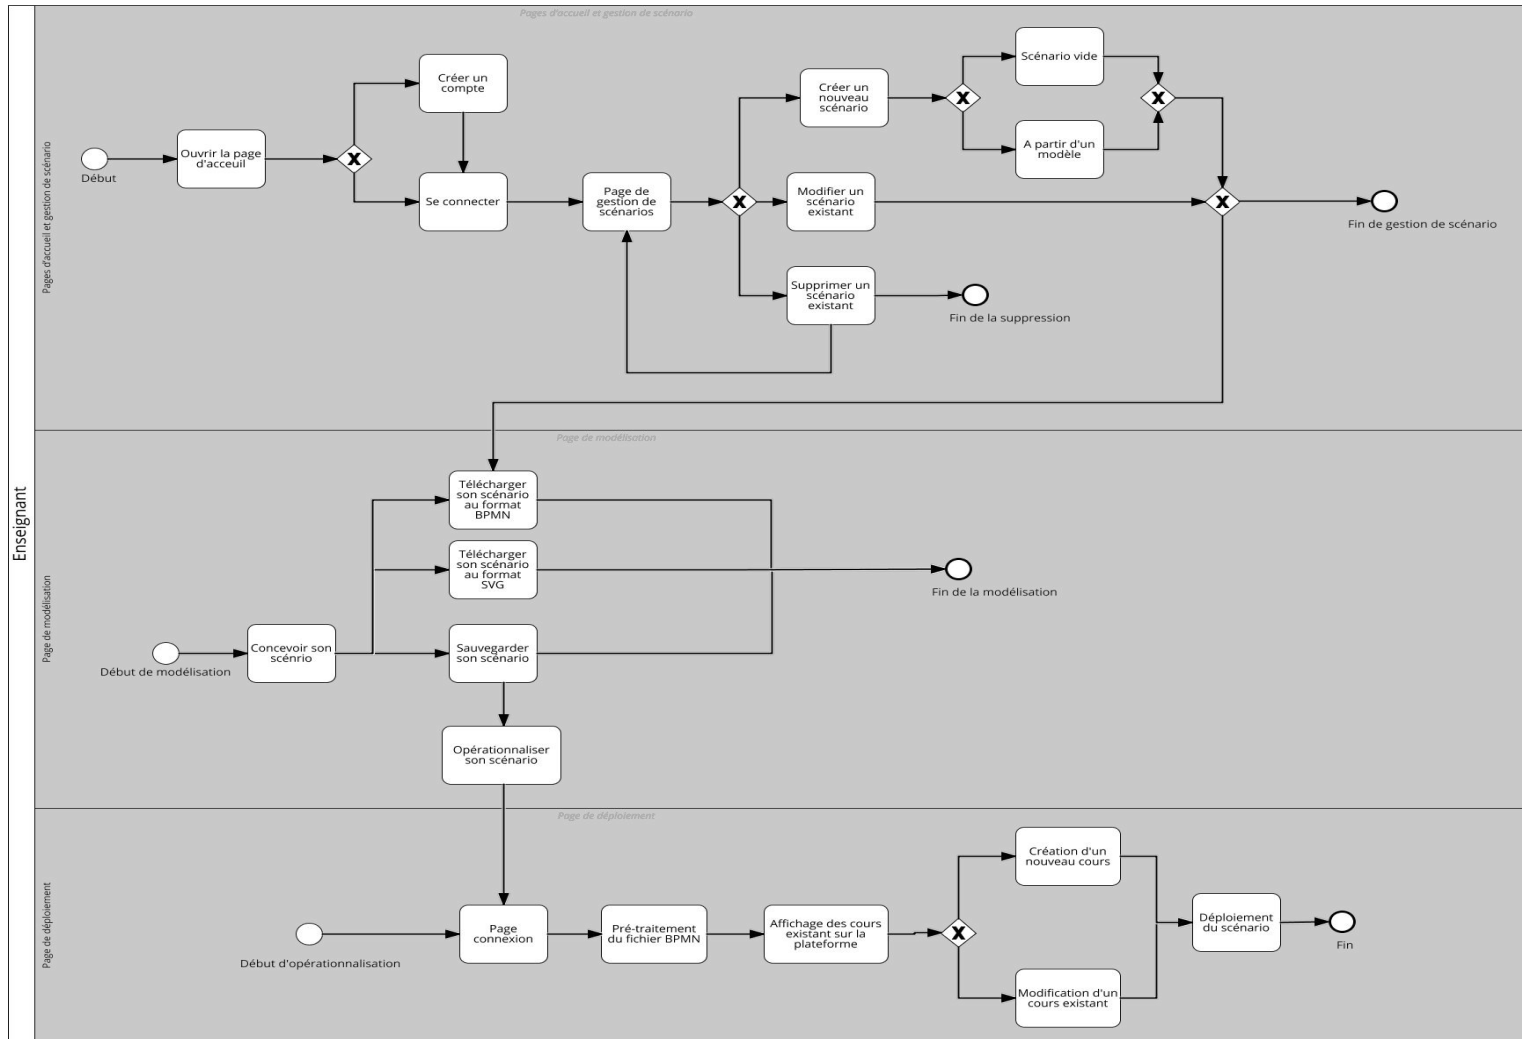 Enseignant
Pages d'accueil et gestion de scénario
Pages d'accueil et gestion de scénario
Début
Ouvrir la page
d'acceuil
Créer un
compte
Se connecter
Page de
gestion de
scénarios
Créer un
nouveau
scénario
Scénario vide
A partir d'un
modèle
Modifier un
scénario
existant
Supprimer un
scénario
existant
Fin de la suppression
Fin de gestion de scénario
Page de modélisation
Page de modélisation
Télécharger
son scénario
au format
BPMN
Télécharger
son scénario
au format
SVG
Fin de la modélisation
Début de modélisation
Concevoir son
scénrio
Sauvegarder
son scénario
Opérationnaliser
son scénario
Page de déploiement
Page de déploiement
Début d'opérationnalisation
Page
connexion
Pré-traitement
du fichier BPMN
Affichage des cours
existant sur la
plateforme
Création d'un
nouveau cours
Modification d'un
cours existant
Déploiement
du scénario
Fin